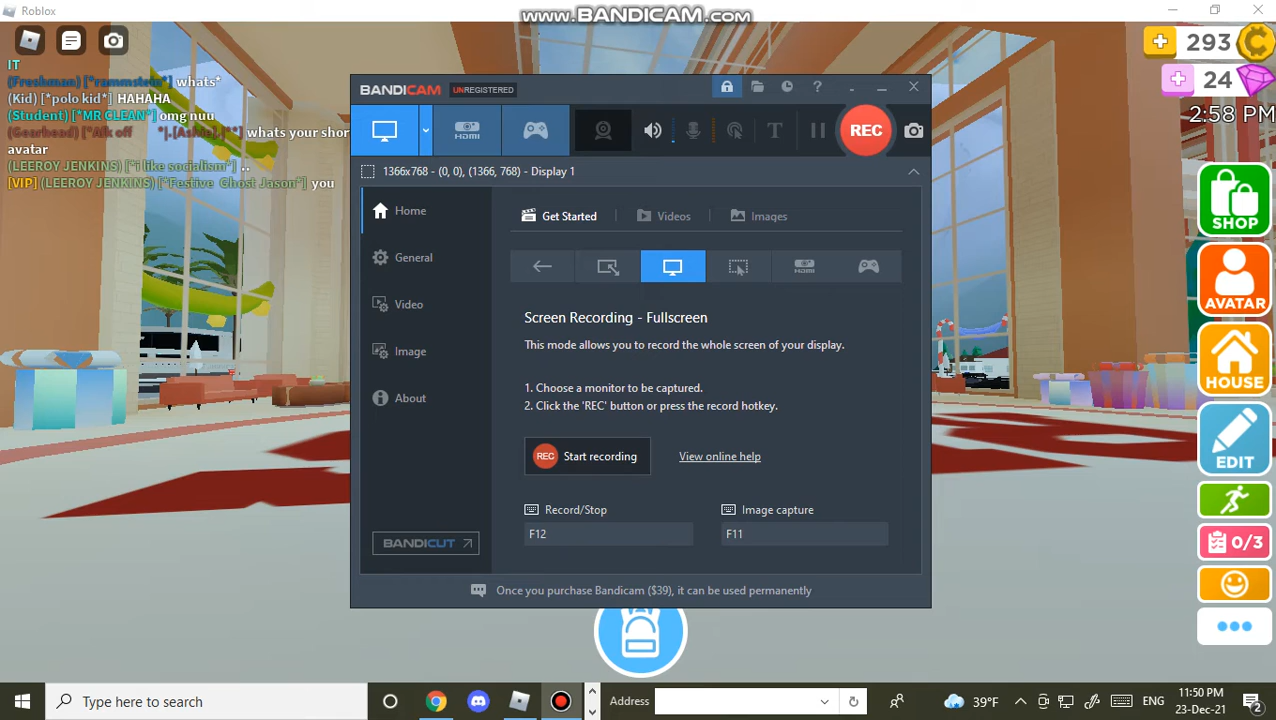 Roblox
www.BANDICAM.com
IT
(Freshman) ["rammstein"] whats*
(Kid) ["polo kid"] HAHAHA
(Student) ["MR CLEAN"] omg nuu
whats your shor
avatar
(LEEROY JENKINS) ["i like socialism"] ..
[VIP] (LEEROY JENKINS) ["Festive Ghost Jason"] you
293
24
2:58 PM
SHOP
AVATAR
HOUSE
EDIT
0/3
BANDICAM UNREGISTERED
HDMI
REC
1366x768 - (0, 0), (1366, 768) - Display 1
Home
General
Video
Image
About
BANDICUT
Get Started
Videos
Images
HDMI
Screen Recording - Fullscreen
This mode allows you to record the whole screen of your display.
1. Choose a monitor to be captured.
2. Click the 'REC' button or press the record hotkey.
REC Start recording
View online help
Record/Stop
F12
Image capture
F11
Once you purchase Bandicam ($39), it can be used permanently
Type here to search
Address
39°F
ENG
11:50 PM
23-Dec-21
2